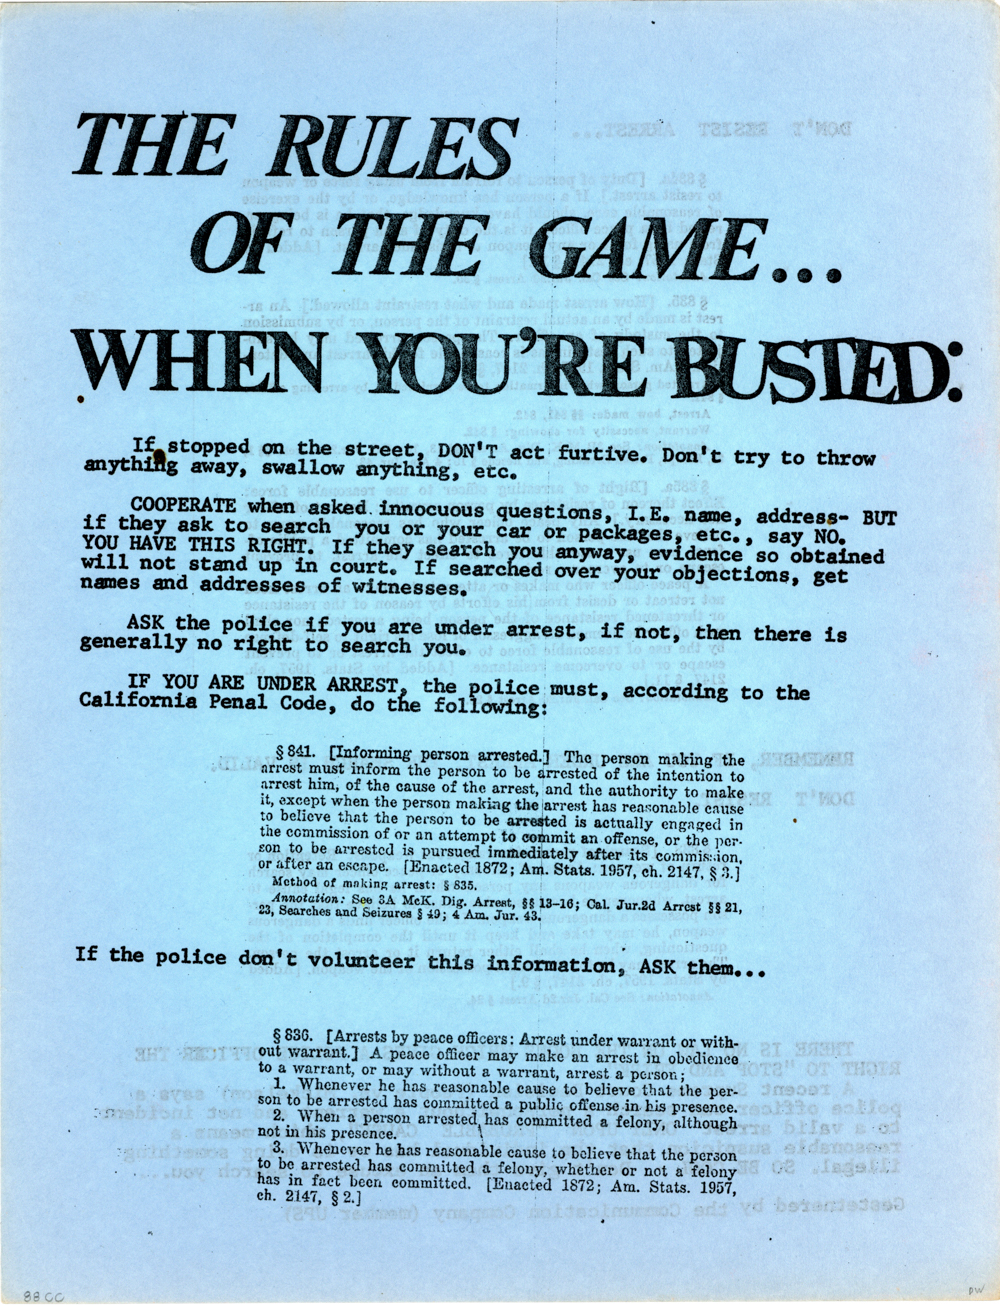 THE RULES
OF THE GAME...
WHEN YOU'RE BUSTED:
If stopped on the street, DON'T act furtive. Don't try to throw
anything away, swallow anything, etc.
COOPERATE when asked innocuous questions, I.E. name, address- BUT
if they ask to search you or your car or packages, etc., say NO.
YOU HAVE THIS RIGHT. If they search you anyway, evidence so obtained
will not stand up in court. If searched over your objections, get
names and addresses of witnesses.
ASK the police if you are under arrest, if not, then there is
generally no right to search you.
IF YOU ARE UNDER ARREST, the police must, according to the
California Penal Code, do the following:
§ 841. [Informing person arrested.] The person making the
arrest must inform the person to be arrested of the intention to
arrest him, of the cause of the arrest, and the authority to make
it, except when the person making the arrest has reasonable cause
to believe that the person to be arrested is actually engaged in
the commission of or an attempt to commit an offense, or the per-
son to be arrested is pursued immediately after its commission,
or after an escape. [Enacted 1872; Am. Stats. 1957, ch. 2147, § 3.]
Method of making arrest: § 835.
Annotation: See 3A McK. Dig. Arrest, §§ 13-16; Cal. Jur.2d Arrest §§ 21,
23, Searches and Seizures § 49; 4 Am. Jur. 43.
If the police don't volunteer this information, ASK them...
§ 836. [Arrests by peace officers: Arrest under warrant or with-
out warrant.] A peace officer may make an arrest in obedience
to a warrant, or may without a warrant, arrest a person;
1. Whenever he has reasonable cause to believe that the per-
son to be arrested has committed a public offense in his presence.
2. When a person arrested has committed a felony, although
not in his presence.
3. Whenever he has reasonable cause to believe that the person
to be arrested has committed a felony, whether or not a felony
has in fact been committed. [Enacted 1872; Am. Stats. 1957,
ch. 2147, § 2.]
88 CC
DW